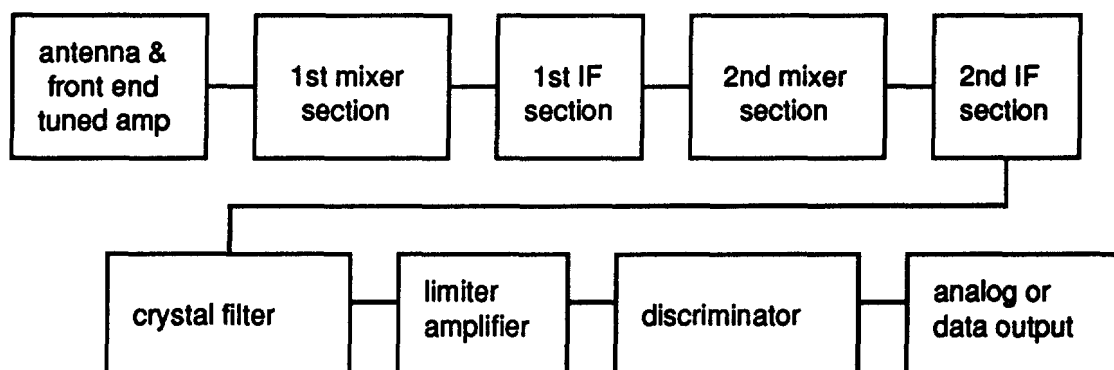 antenna &
front end
tuned amp
1st mixer
section
1st IF
section
2nd mixer
section
2nd IF
section
crystal filter
limiter
amplifier
discriminator
analog or
data output